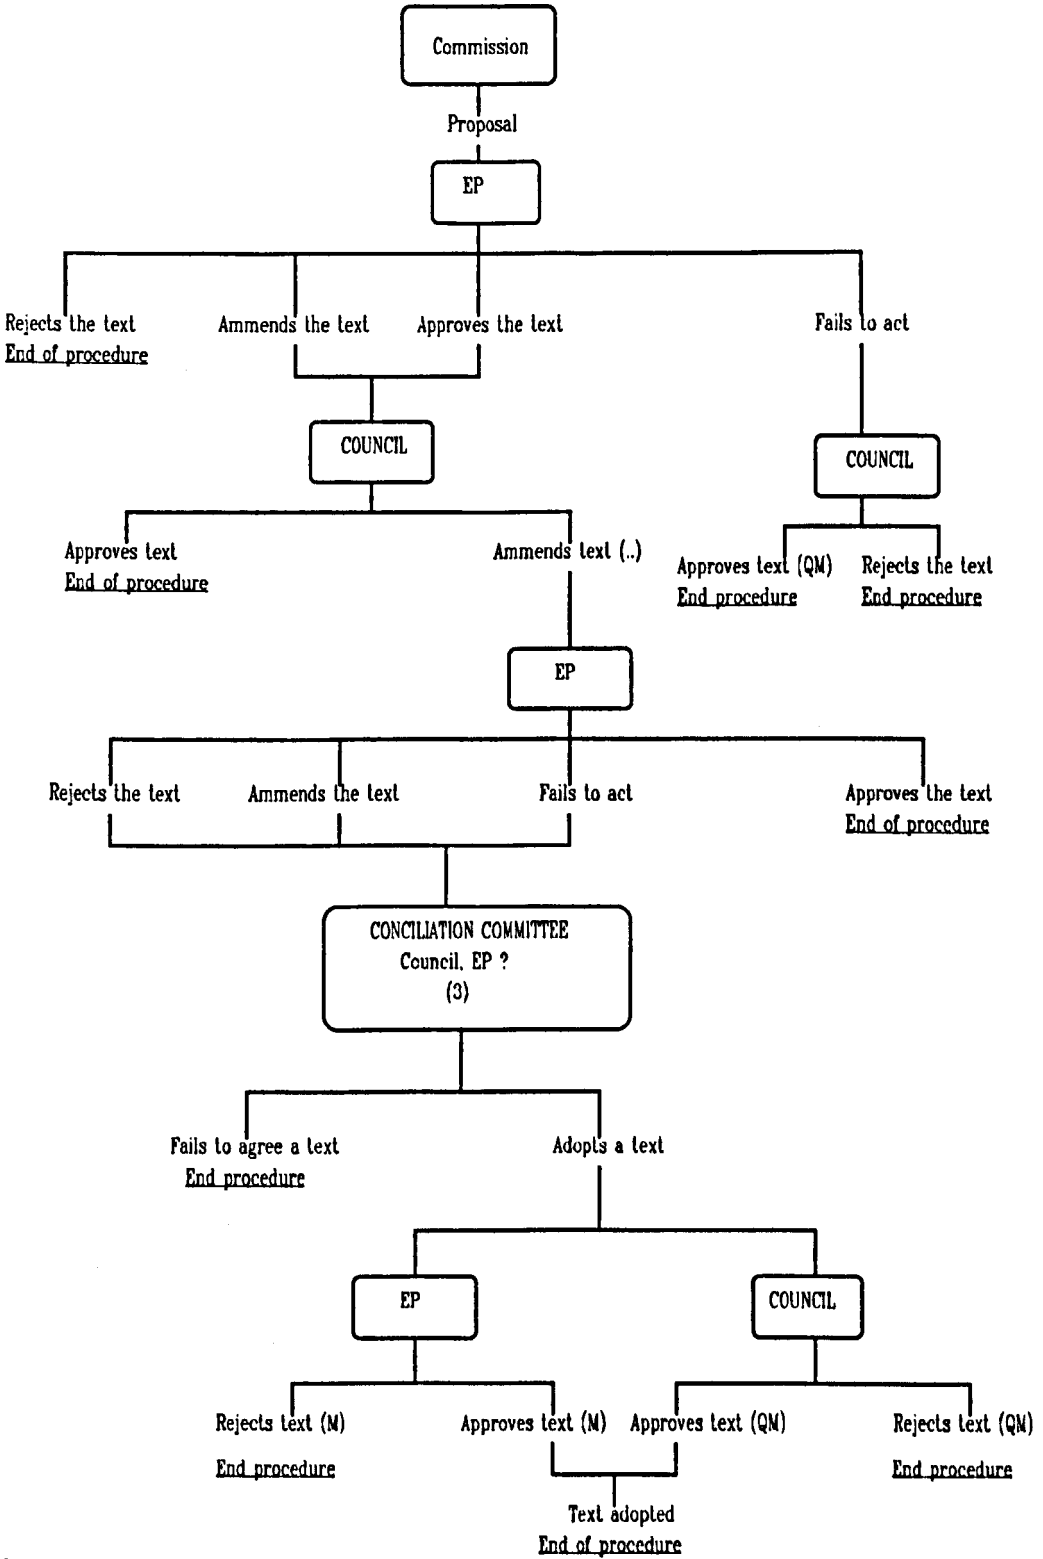 Commission
Proposal
EP
Rejects the text
End of procedure
Ammends the text
Approves the text
Fails to act
COUNCIL
COUNCIL
Approves text
End of procedure
Ammends text (..)
Approves text (QM)
End procedure
Rejects the text
End procedure
EP
Rejects the text
Ammends the text
Fails to act
Approves the text
End of procedure
CONCILIATION COMMITTEE
Council, EP ?
(3)
Fails to agree a text
End procedure
Adopts a text
EP
COUNCIL
Rejects text (M)
End procedure
Approves text (M)
Approves text (QM)
Rejects text (QM)
End procedure
Text adopted
End of procedure